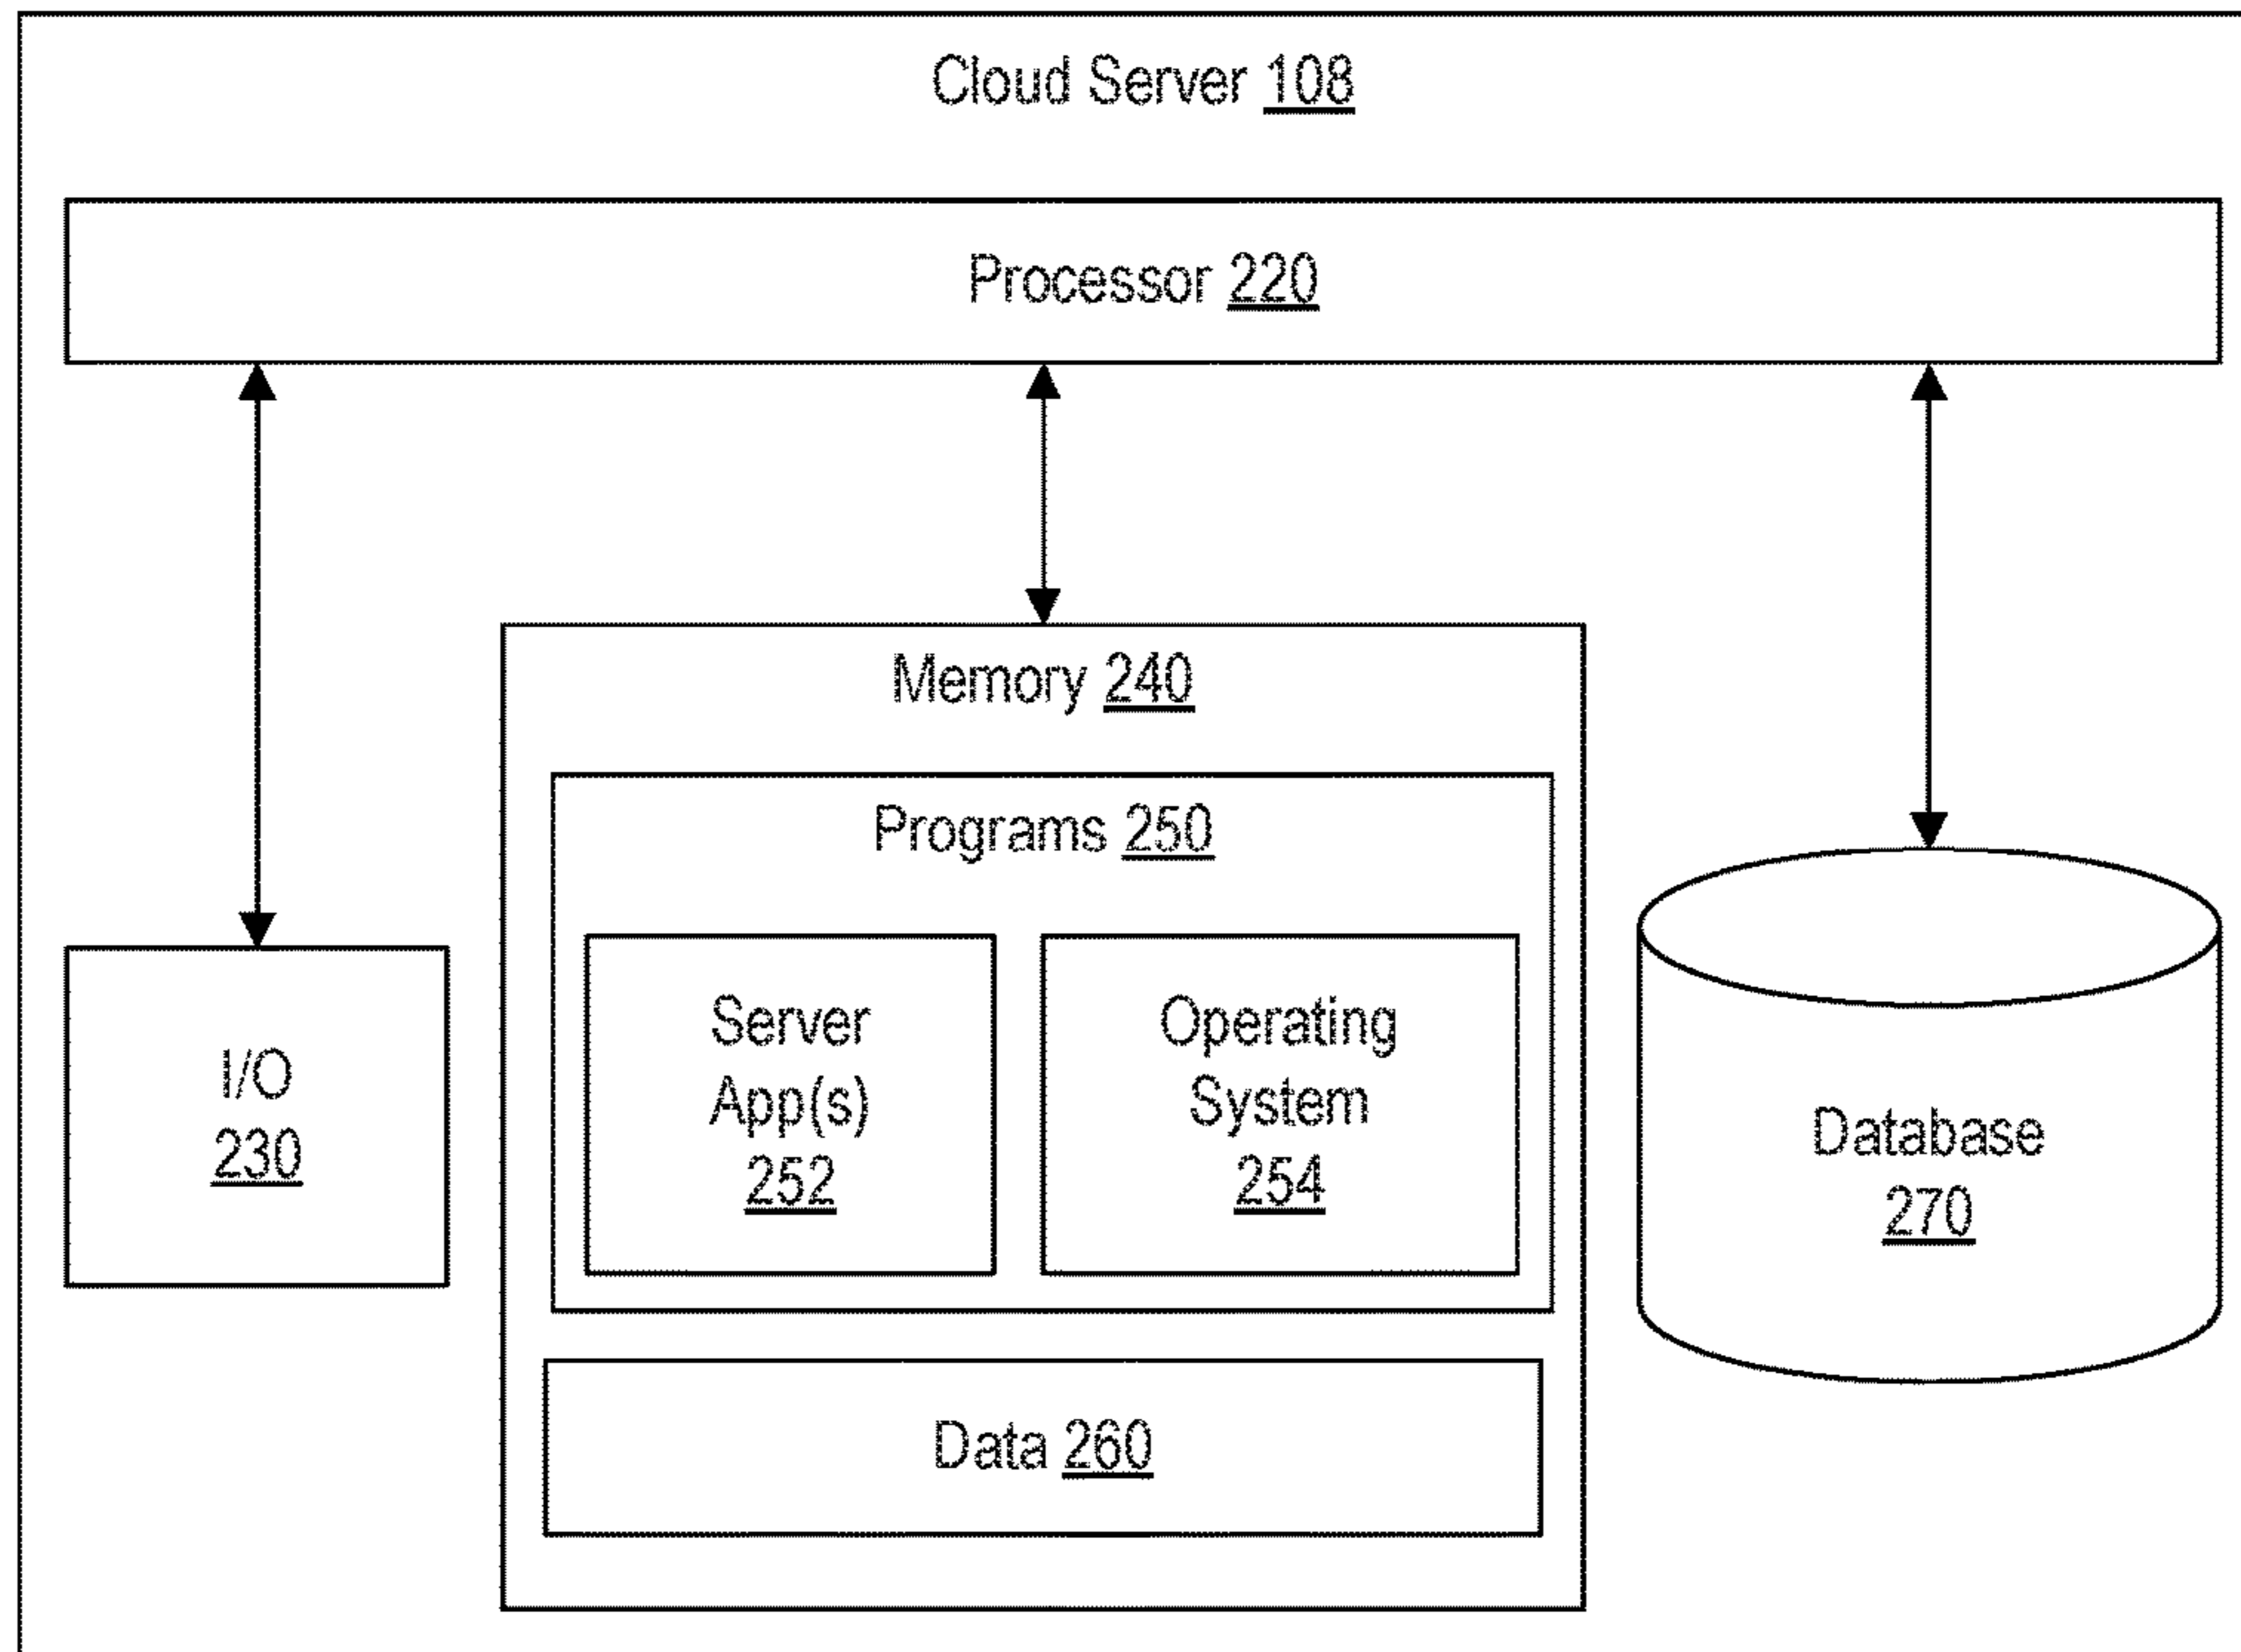 Cloud Server 108
Processor 220
Memory 240
Programs 250
Server
App(s)
252
Operating
System
254
I/O
230
Database
270
Data 260